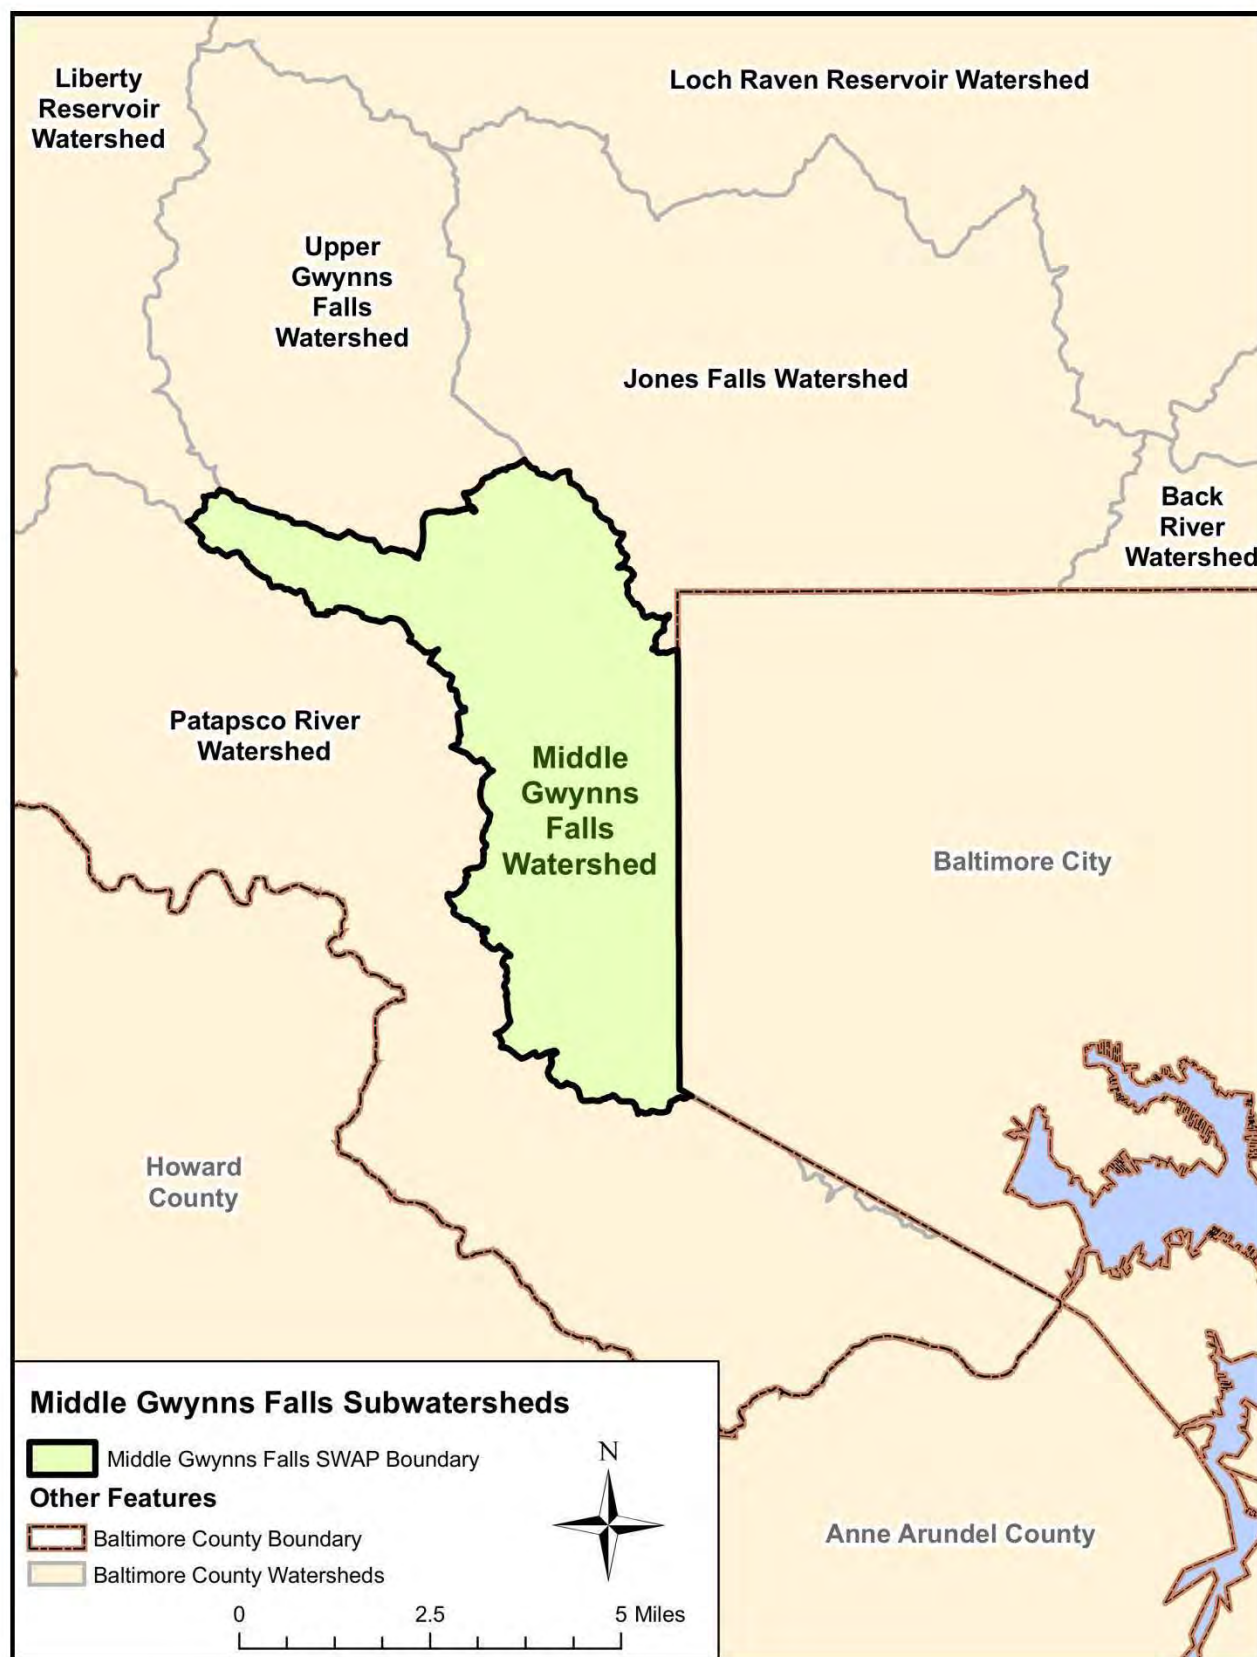 Liberty
Reservoir
Watershed
Loch Raven Reservoir Watershed
Upper
Gwynns
Falls
Watershed
Jones Falls Watershed
Back
River
Watershed
Patapsco River
Watershed
Middle
Gwynns
Falls
Watershed
Baltimore City
Howard
County
Anne Arundel County
Middle Gwynns Falls Subwatersheds
Middle Gwynns Falls SWAP Boundary
Other Features
Baltimore County Boundary
Baltimore County Watersheds
N
0 2.5 5 Miles